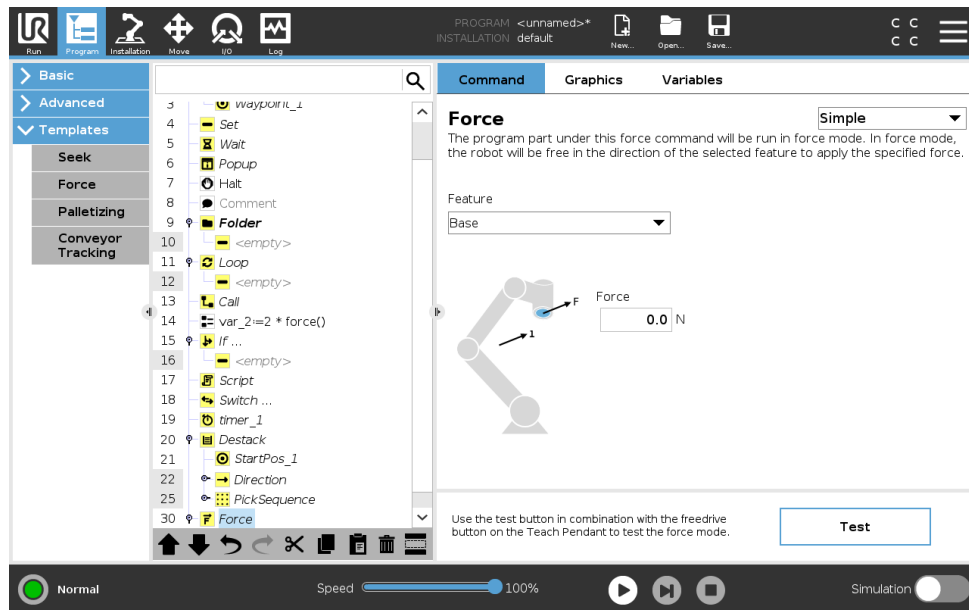 PROGRAM <unnamed>*
INSTALLATION default
Run Program Installation Move I/O Log
New... Open... Save...
C C
C C
Basic
Advanced
Templates
Seek
Force
Palletizing
Conveyor
Tracking
3 Waypoint_1
4 Set
5 Wait
6 Popup
7 Halt
8 Comment
9 Folder
10 <empty>
11 Loop
12 <empty>
13 Call
14 var_2:=2 * force()
15 If ...
16 <empty>
17 Script
18 Switch ...
19 timer_1
20 Destack
21 StartPos_1
22 Direction
25 PickSequence
30 Force
Command Graphics Variables
Force Simple
The program part under this force command will be run in force mode. In force mode,
the robot will be free in the direction of the selected feature to apply the specified force.
Feature
Base
F
1
Force
0.0 N
Use the test button in combination with the freedrive
button on the Teach Pendant to test the force mode.
Test
Normal
Speed 100%
Simulation